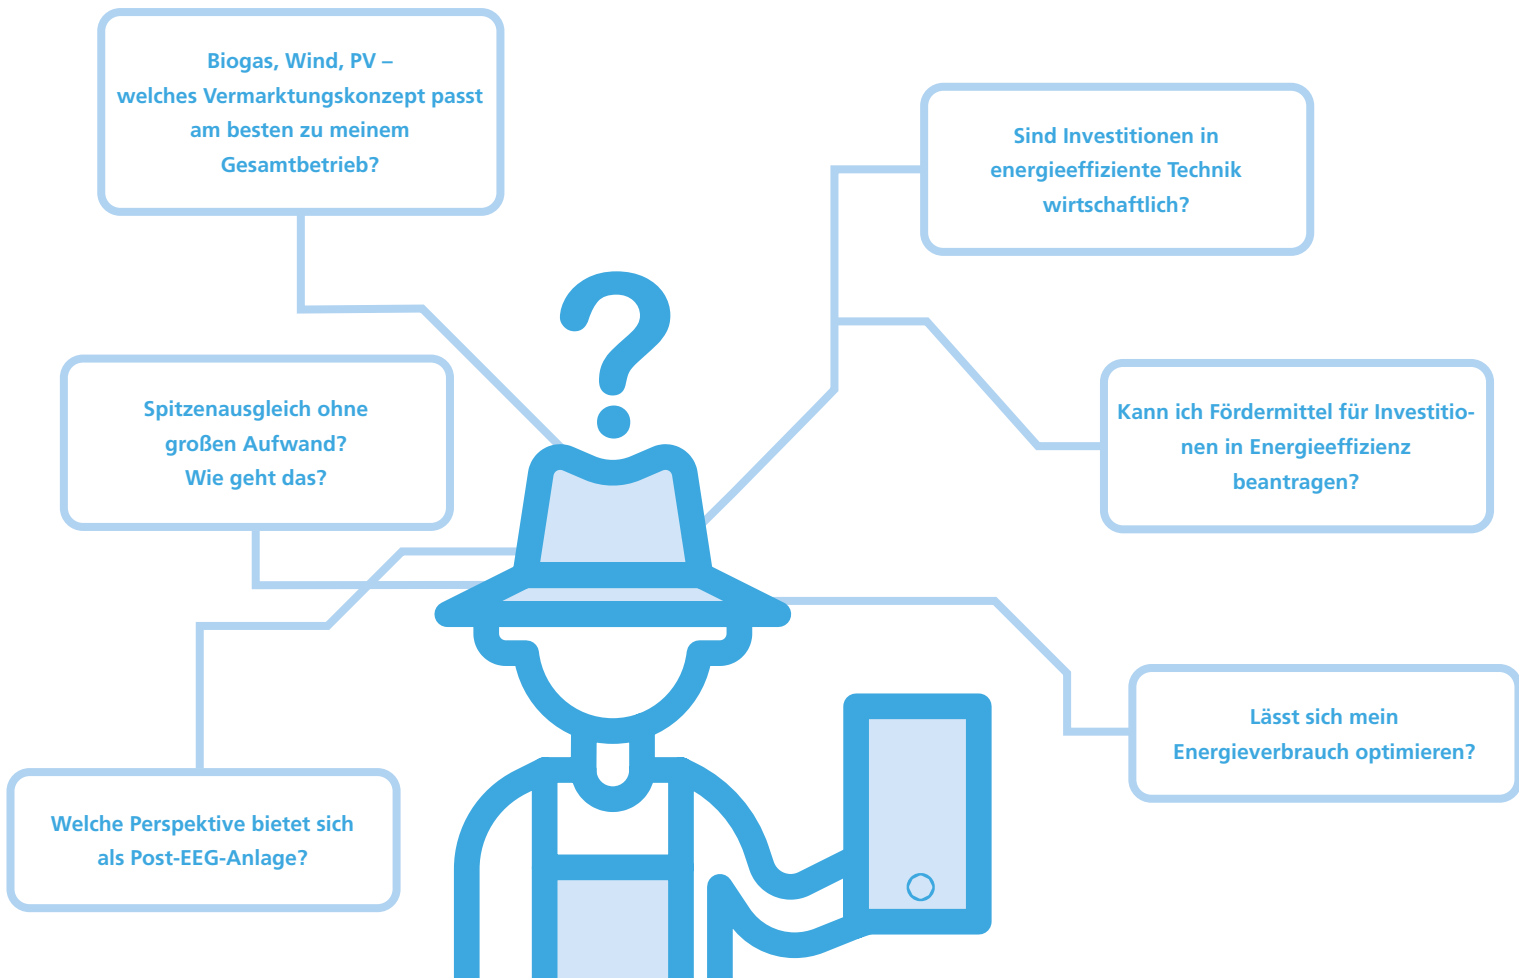 Biogas, Wind, PV –
welches Vermarktungskonzept passt
am besten zu meinem
Gesamtbetrieb?
Sind Investitionen in
energieeffiziente Technik
wirtschaftlich?
Spitzenausgleich ohne
großen Aufwand?
Wie geht das?
Kann ich Fördermittel für Investitio-
nen in Energieeffizienz
beantragen?
Lässt sich mein
Energieverbrauch optimieren?
Welche Perspektive bietet sich
als Post-EEG-Anlage?
?